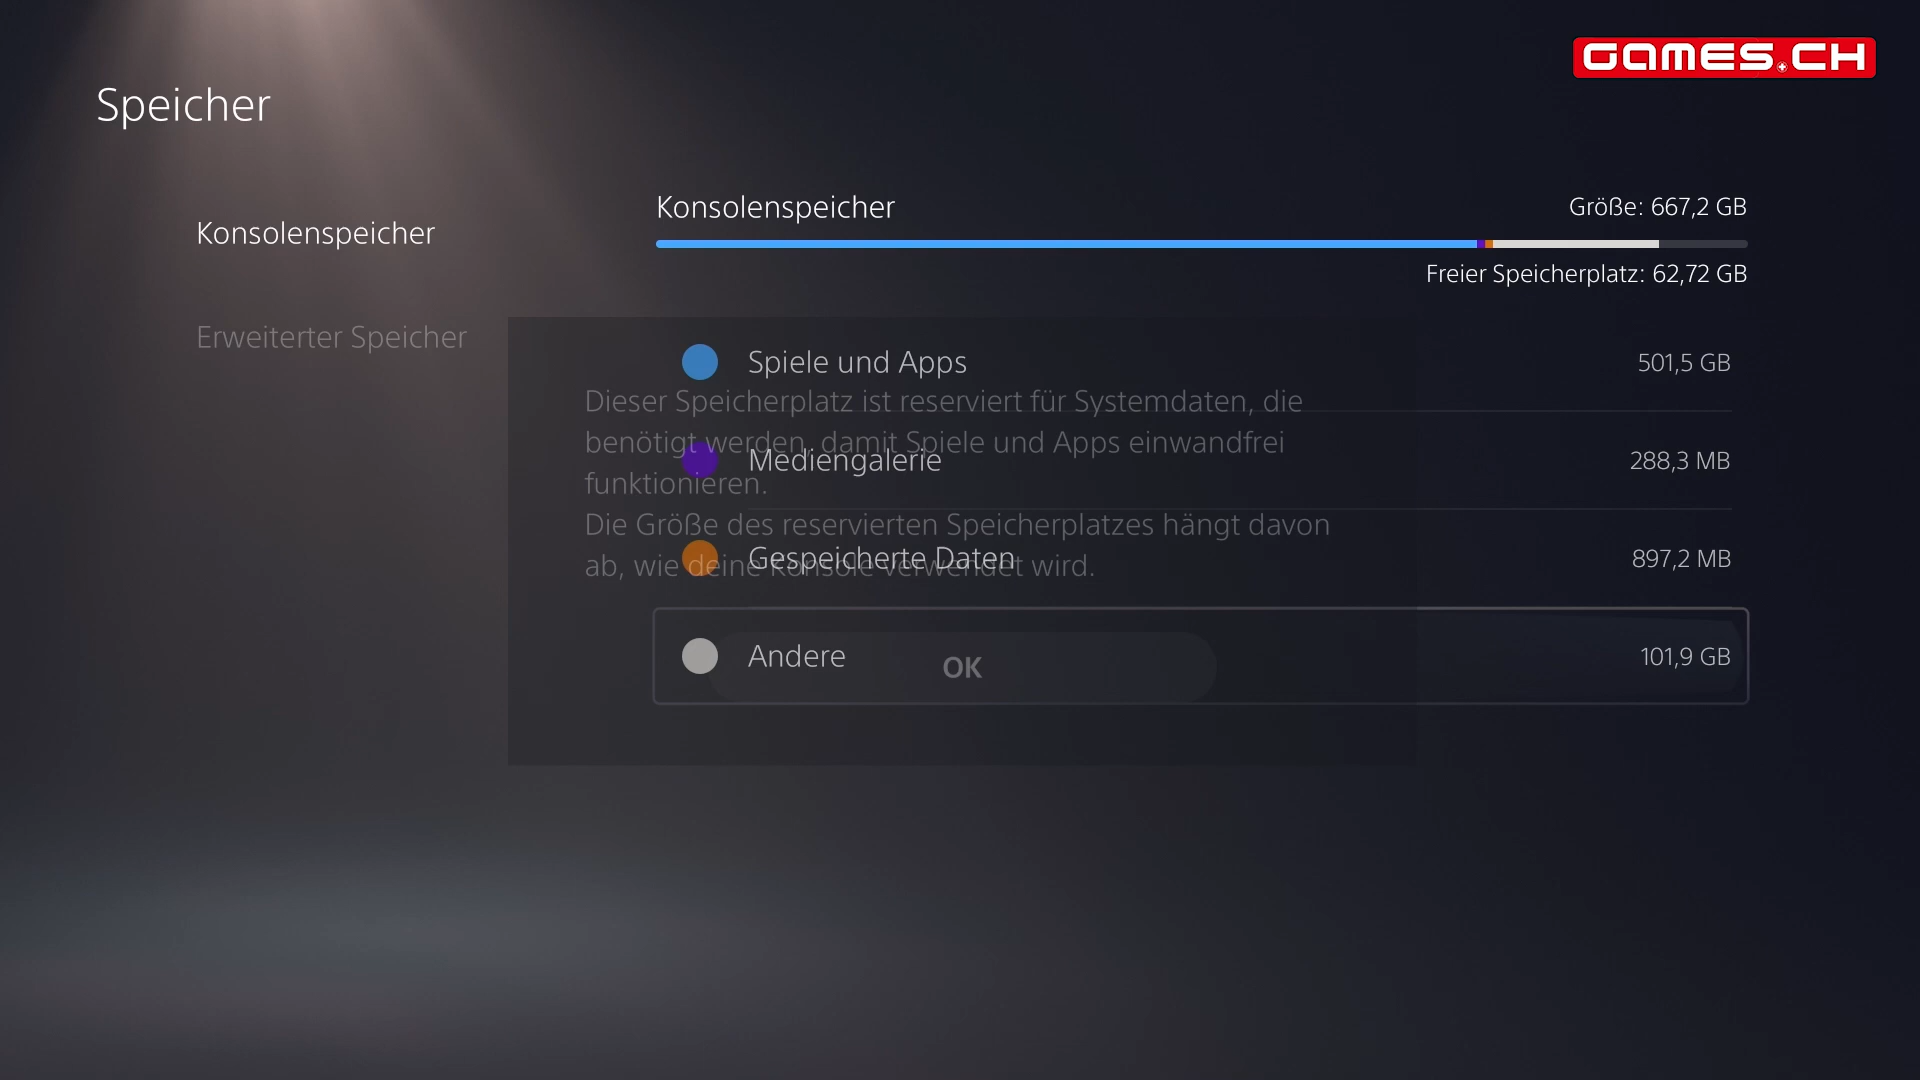 GAMES.CH
Speicher
Konsolenspeicher
Erweiterter Speicher
Konsolenspeicher
Größe: 667,2 GB
Freier Speicherplatz: 62,72 GB
Spiele und Apps
501,5 GB
Mediengalerie
288,3 MB
Gespeicherte Daten
897,2 MB
Andere
101,9 GB
Dieser Speicherplatz ist reserviert für Systemdaten, die
benötigt werden, damit Spiele und Apps einwandfrei
funktionieren.
Die Größe des reservierten Speicherplatzes hängt davon
ab, wie deine Konsole verwendet wird.
OK